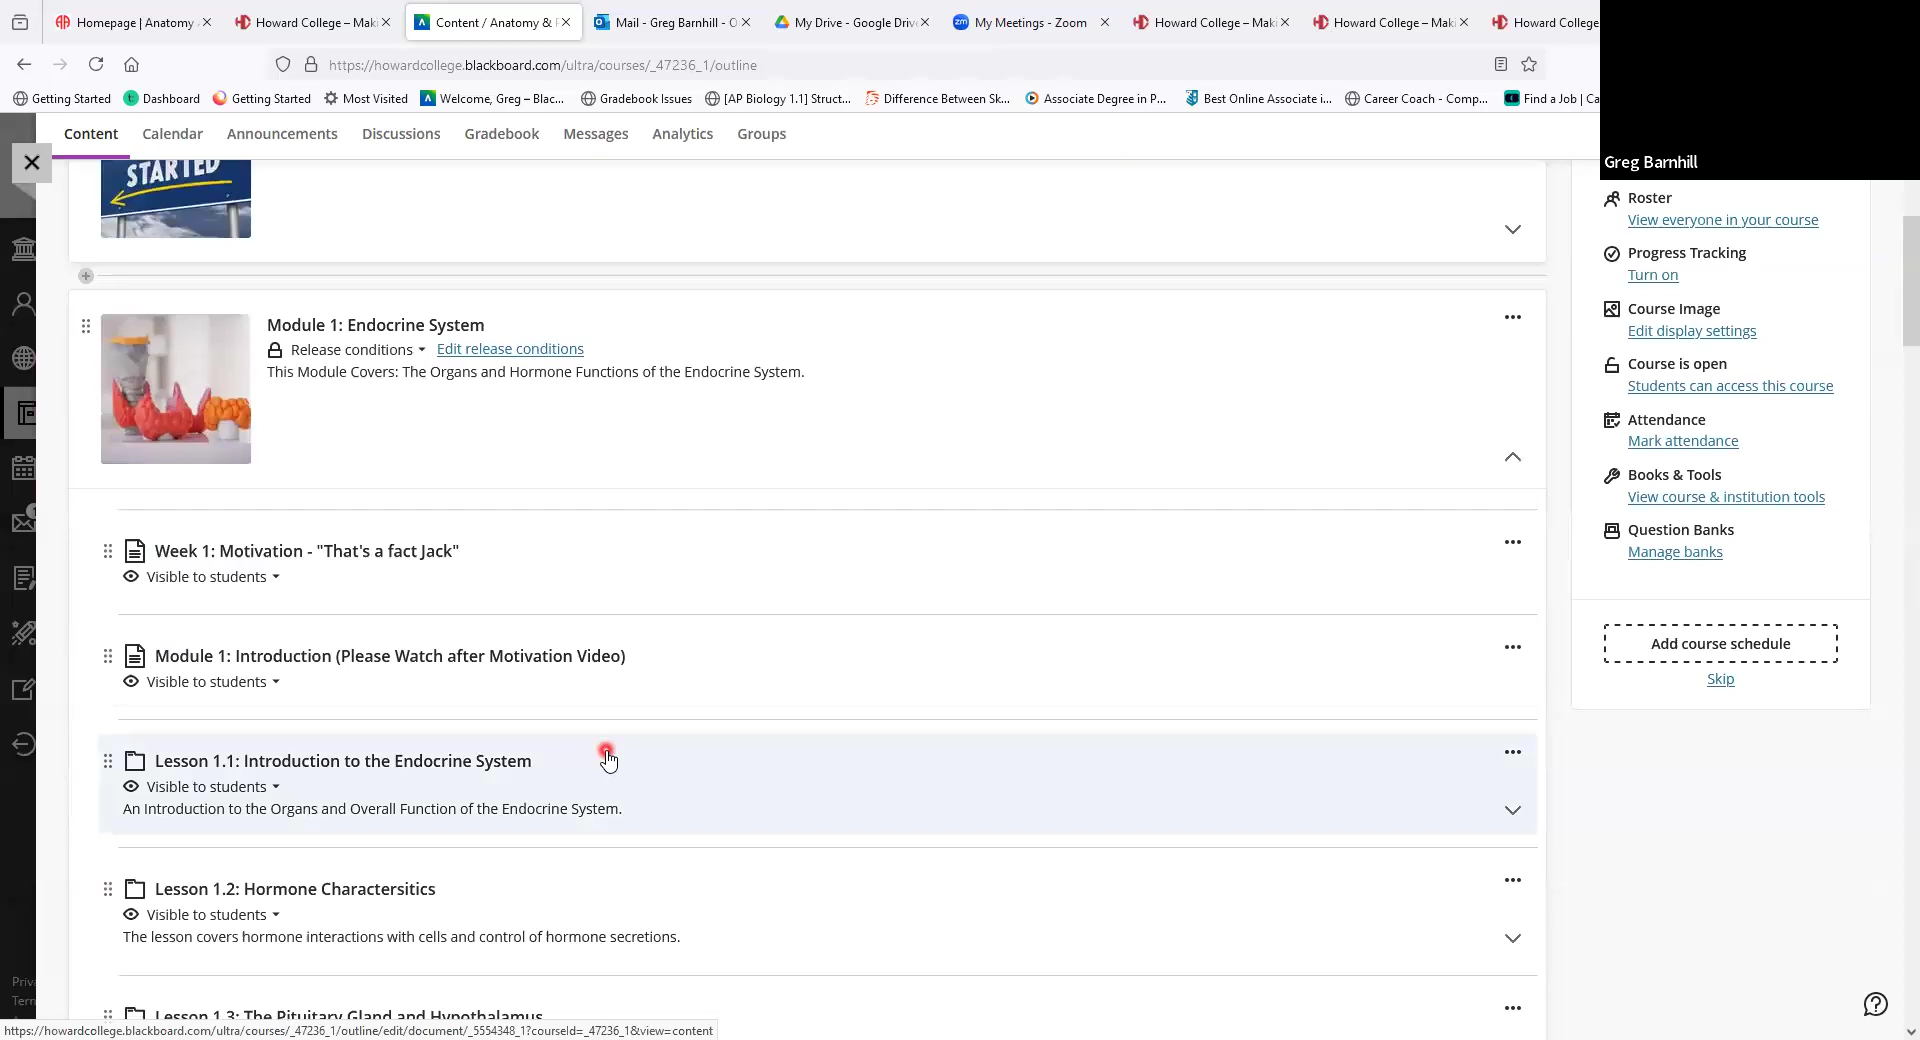 Homepage | Anatomy
Howard College – Maki
Content / Anatomy & F
Mail - Greg Barnhill - O
My Drive - Google Drive
My Meetings - Zoom
Howard College – Maki
Howard College – Maki
Howard College
https://howardcollege.blackboard.com/ultra/courses/_47236_1/outline
Getting Started
Dashboard
Getting Started
Most Visited
Welcome, Greg – Blac...
Gradebook Issues
[AP Biology 1.1] Struct...
Difference Between Sk...
Associate Degree in P...
Best Online Associate i...
Career Coach - Comp...
Find a Job | Ca
Content
Calendar
Announcements
Discussions
Gradebook
Messages
Analytics
Groups
Greg Barnhill
STARTED
Module 1: Endocrine System
Release conditions
Edit release conditions
This Module Covers: The Organs and Hormone Functions of the Endocrine System.
Week 1: Motivation - "That's a fact Jack"
Visible to students
Module 1: Introduction (Please Watch after Motivation Video)
Visible to students
Lesson 1.1: Introduction to the Endocrine System
Visible to students
An Introduction to the Organs and Overall Function of the Endocrine System.
Lesson 1.2: Hormone Charactersitics
Visible to students
The lesson covers hormone interactions with cells and control of hormone secretions.
Lesson 1.3: The Pituitary Gland and Hypothalamus
Roster
View everyone in your course
Progress Tracking
Turn on
Course Image
Edit display settings
Course is open
Students can access this course
Attendance
Mark attendance
Books & Tools
View course & institution tools
Question Banks
Manage banks
Add course schedule
Skip
Priva
Term
https://howardcollege.blackboard.com/ultra/courses/_47236_1/outline/edit/document/_5554348_1?courseId=_47236_1&view=content